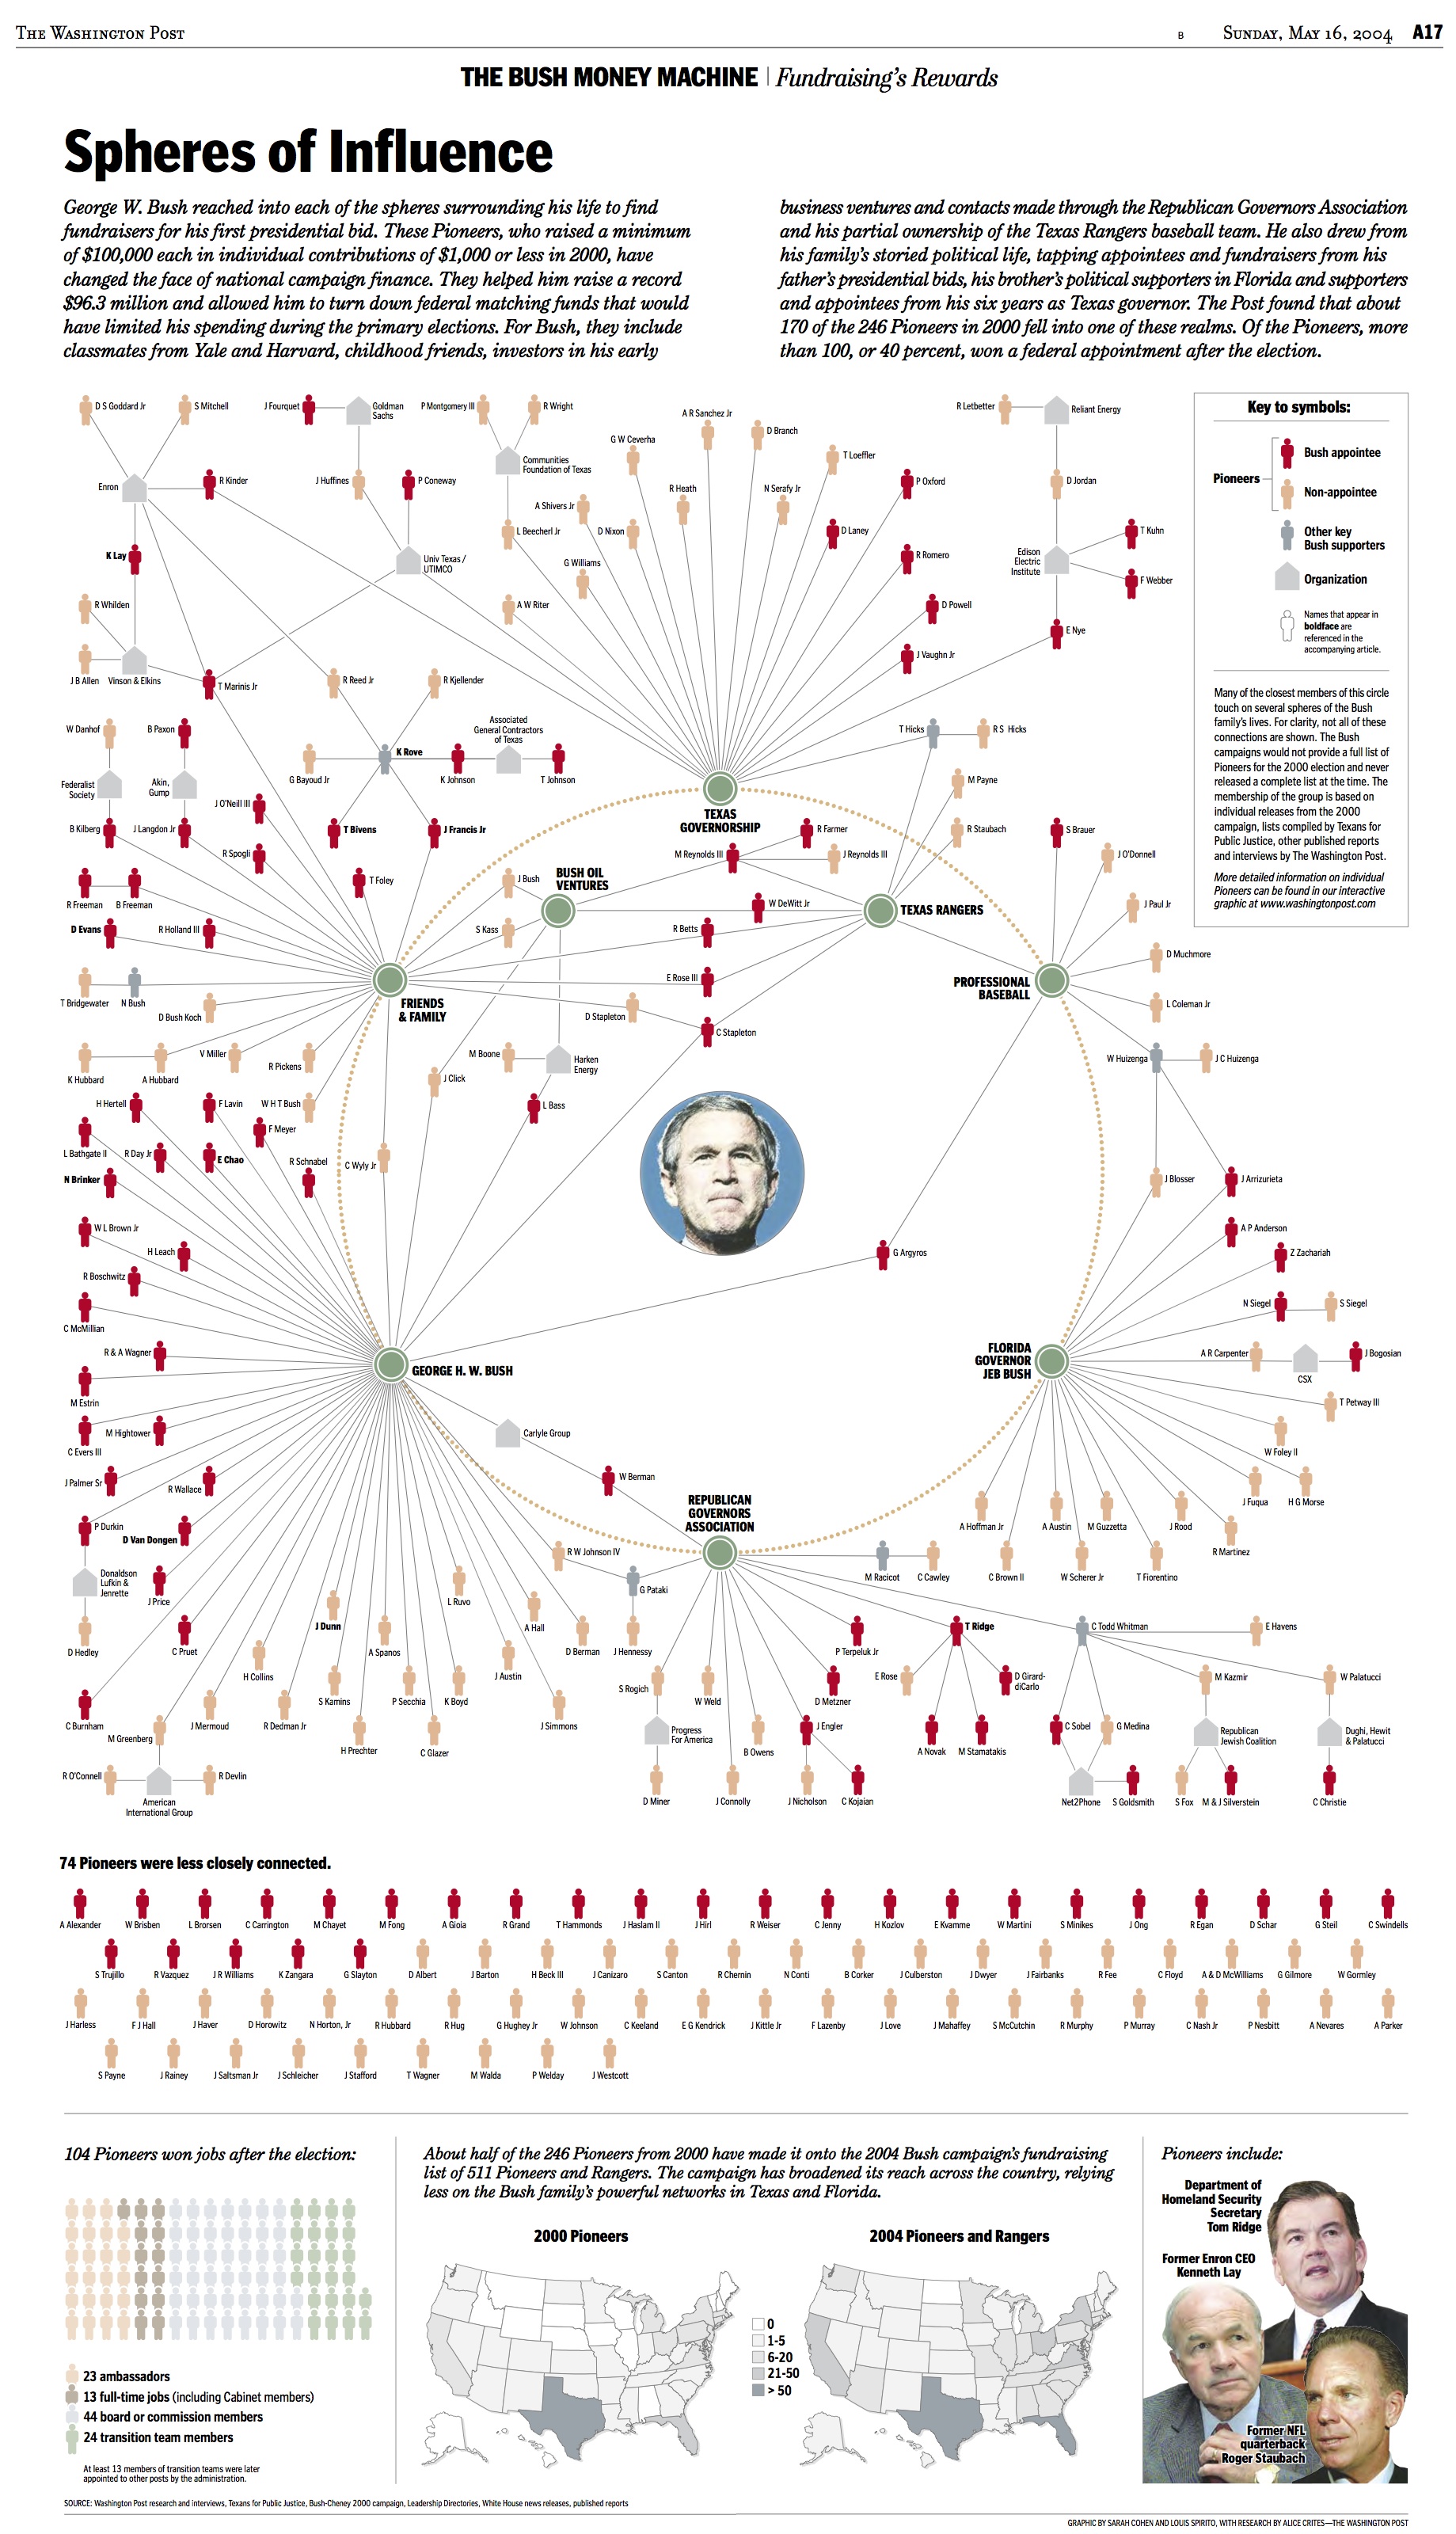 THE WASHINGTON POST
B
SUNDAY, MAY 16, 2004 A17
THE BUSH MONEY MACHINE | Fundraising's Rewards
Spheres of Influence
George W. Bush reached into each of the spheres surrounding his life to find
fundraisers for his first presidential bid. These Pioneers, who raised a minimum
of $100,000 each in individual contributions of $1,000 or less in 2000, have
changed the face of national campaign finance. They helped him raise a record
$96.3 million and allowed him to turn down federal matching funds that would
have limited his spending during the primary elections. For Bush, they include
classmates from Yale and Harvard, childhood friends, investors in his early
business ventures and contacts made through the Republican Governors Association
and his partial ownership of the Texas Rangers baseball team. He also drew from
his family's storied political life, tapping appointees and fundraisers from his
father's presidential bids, his brother's political supporters in Florida and supporters
and appointees from his six years as Texas governor. The Post found that about
170 of the 246 Pioneers in 2000 fell into one of these realms. Of the Pioneers, more
than 100, or 40 percent, won a federal appointment after the election.
D S Goddard Jr
S Mitchell
J Fourquet
Goldman
Sachs
P Montgomery III
R Wright
A R Sanchez Jr
D Branch
R Letbetter
Reliant Energy
G W Ceverha
T Loeffler
Communities
Foundation of Texas
Enron
R Kinder
J Huffines
P Coneway
R Heath
N Serafy Jr
P Oxford
D Jordan
A Shivers Jr
L Beecherl Jr
D Nixon
D Laney
T Kuhn
K Lay
Univ Texas /
UTIMCO
G Williams
R Romero
Edison
Electric
Institute
F Webber
R Whilden
A W Riter
D Powell
E Nye
J B Allen
Vinson & Elkins
T Marinis Jr
R Reed Jr
R Kjellender
J Vaughn Jr
W Danhof
B Paxon
Associated
General Contractors
of Texas
T Hicks
R S Hicks
K Rove
G Bayoud Jr
K Johnson
T Johnson
Federalist
Society
Akin,
Gump
M Payne
J O'Neill III
TEXAS
GOVERNORSHIP
B Kilberg
J Langdon Jr
T Bivens
J Francis Jr
R Farmer
R Staubach
S Brauer
R Spogli
M Reynolds III
J Reynolds III
J O'Donnell
BUSH OIL
VENTURES
J Bush
T Foley
R Freeman
B Freeman
W DeWitt Jr
TEXAS RANGERS
J Paul Jr
D Evans
R Holland III
S Kass
R Betts
D Muchmore
T Bridgewater
N Bush
E Rose III
PROFESSIONAL
BASEBALL
FRIENDS
& FAMILY
D Bush Koch
D Stapleton
C Stapleton
L Coleman Jr
V Miller
R Pickens
M Boone
Harken
Energy
W Huizenga
J C Huizenga
K Hubbard
A Hubbard
J Click
H Hertell
F Lavin
W H T Bush
L Bass
F Meyer
L Bathgate II
R Day Jr
E Chao
R Schnabel
C Wyly Jr
N Brinker
J Blosser
J Arrizurieta
W L Brown Jr
A P Anderson
H Leach
G Argyros
Z Zachariah
R Boschwitz
C McMillian
N Siegel
S Siegel
R & A Wagner
GEORGE H. W. BUSH
FLORIDA
GOVERNOR
JEB BUSH
A R Carpenter
CSX
J Bogosian
M Estrin
T Petway III
C Evers III
M Hightower
Carlyle Group
W Foley II
J Palmer Sr
R Wallace
W Berman
J Fuqua
H G Morse
P Durkin
D Van Dongen
REPUBLICAN
GOVERNORS
ASSOCIATION
A Hoffman Jr
A Austin
M Guzzetta
J Rood
R Martinez
R W Johnson IV
M Racicot
C Cawley
C Brown II
W Scherer Jr
T Fiorentino
Donaldson
Lufkin &
Jenrette
J Price
G Pataki
L Ruvo
J Dunn
A Hall
D Hedley
C Pruet
A Spanos
D Berman
J Hennessy
P Terpeluk Jr
T Ridge
C Todd Whitman
E Havens
H Collins
J Austin
S Rogich
W Weld
D Metzner
E Rose
D Girard-
diCarlo
M Kazmir
W Palatucci
C Burnham
J Mermoud
R Dedman Jr
S Kamins
P Secchia
K Boyd
J Simmons
M Greenberg
H Prechter
C Glazer
Progress
For America
B Owens
J Engler
A Novak
M Stamatakis
C Sobel
G Medina
Republican
Jewish Coalition
Dughi, Hewit
& Palatucci
R O'Connell
American
International Group
R Devlin
D Miner
J Connolly
J Nicholson
C Kojaian
Net2Phone
S Goldsmith
S Fox
M & J Silverstein
C Christie
Key to symbols:
Pioneers
Bush appointee
Non-appointee
Other key
Bush supporters
Organization
Names that appear in
boldface are
referenced in the
accompanying article.
Many of the closest members of this circle
touch on several spheres of the Bush
family's lives. For clarity, not all of these
connections are shown. The Bush
campaigns would not provide a full list of
Pioneers for the 2000 election and never
released a complete list at the time. The
membership of the group is based on
individual releases from the 2000
campaign, lists compiled by Texans for
Public Justice, other published reports
and interviews by The Washington Post.
More detailed information on individual
Pioneers can be found in our interactive
graphic at www.washingtonpost.com
74 Pioneers were less closely connected.
A Alexander W Brisben L Brorsen C Carrington M Chayet M Fong A Gioia R Grand T Hammonds J Haslam II J Hirl R Weiser C Jenny H Kozlov E Kvamme W Martini S Minikes J Ong R Egan D Schar G Steil C Swindells
S Trujillo R Vazquez J R Williams K Zangara G Slayton D Albert J Barton H Beck III J Canizaro S Canton R Chernin N Conti B Corker J Culberston J Dwyer J Fairbanks R Fee C Floyd A & D McWilliams G Gilmore W Gormley
J Harless F J Hall J Haver D Horowitz N Horton, Jr R Hubbard R Hug G Hughey Jr W Johnson C Keeland E G Kendrick J Kittle Jr F Lazenby J Love J Mahaffey S McCutchin R Murphy P Murray C Nash Jr P Nesbitt A Nevares A Parker
S Payne J Rainey J Saltsman Jr J Schleicher J Stafford T Wagner M Walda P Welday J Westcott
104 Pioneers won jobs after the election:
23 ambassadors
13 full-time jobs (including Cabinet members)
44 board or commission members
24 transition team members
At least 13 members of transition teams were later
appointed to other posts by the administration.
About half of the 246 Pioneers from 2000 have made it onto the 2004 Bush campaign's fundraising
list of 511 Pioneers and Rangers. The campaign has broadened its reach across the country, relying
less on the Bush family's powerful networks in Texas and Florida.
2000 Pioneers
2004 Pioneers and Rangers
0
1-5
6-20
21-50
> 50
Pioneers include:
Department of
Homeland Security
Secretary
Tom Ridge
Former Enron CEO
Kenneth Lay
Former NFL
quarterback
Roger Staubach
SOURCE: Washington Post research and interviews, Texans for Public Justice, Bush-Cheney 2000 campaign, Leadership Directories, White House news releases, published reports
GRAPHIC BY SARAH COHEN AND LOUIS SPIRITO, WITH RESEARCH BY ALICE CRITES—THE WASHINGTON POST